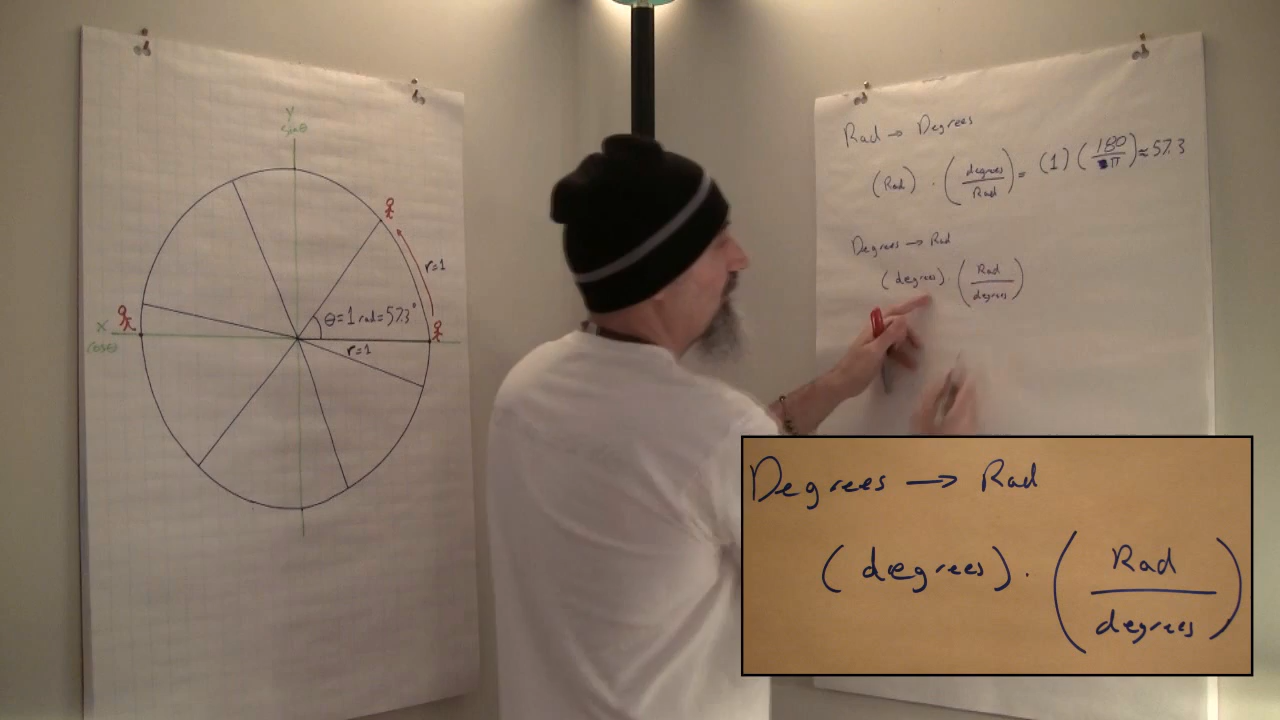 Y
sinθ
r=1
θ=1 rad=57.3°
r=1
X
cosθ
Rad → Degrees
(Rad) · (degrees/Rad) = (1) (180/π) ≈ 57.3
Degrees → Rad
(degrees) · (Rad/degrees)
Degrees → Rad
(degrees) · (Rad/degrees)